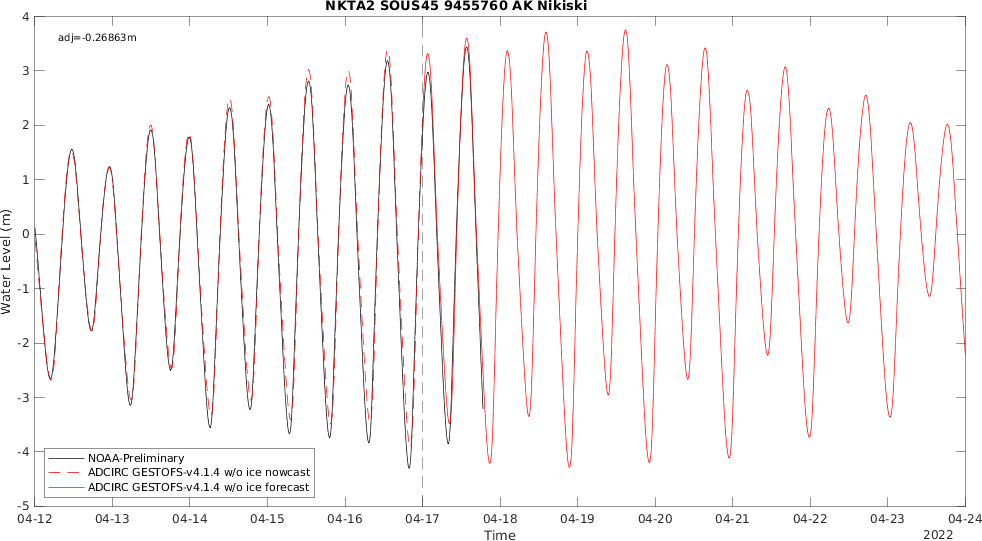 NKTA2 SOUS45 9455760 AK Nikiski
adj=-0.26863m
4
3
2
1
0
-1
-2
-3
-4
-5
Water Level (m)
NOAA-Preliminary
ADCIRC GESTOFS-v4.1.4 w/o ice nowcast
ADCIRC GESTOFS-v4.1.4 w/o ice forecast
04-12 04-13 04-14 04-15 04-16 04-17 04-18 04-19 04-20 04-21 04-22 04-23 04-24
Time
2022